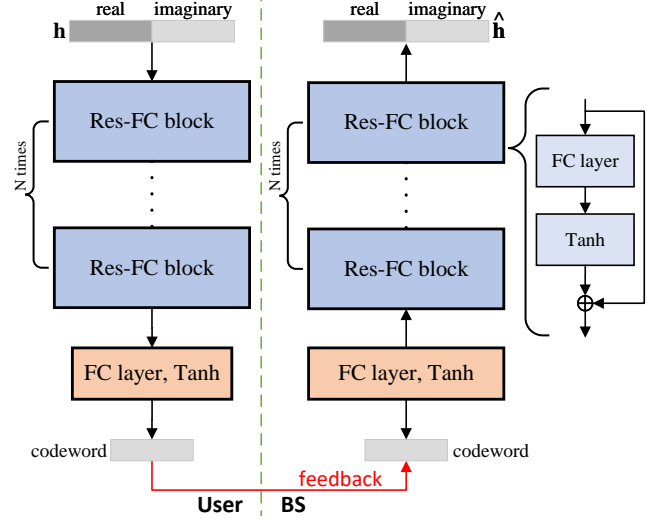 real imaginary
h
Res-FC block
N times
Res-FC block
FC layer, Tanh
codeword
User
real imaginary
ĥ
Res-FC block
N times
Res-FC block
FC layer, Tanh
codeword
feedback
BS
FC layer
Tanh